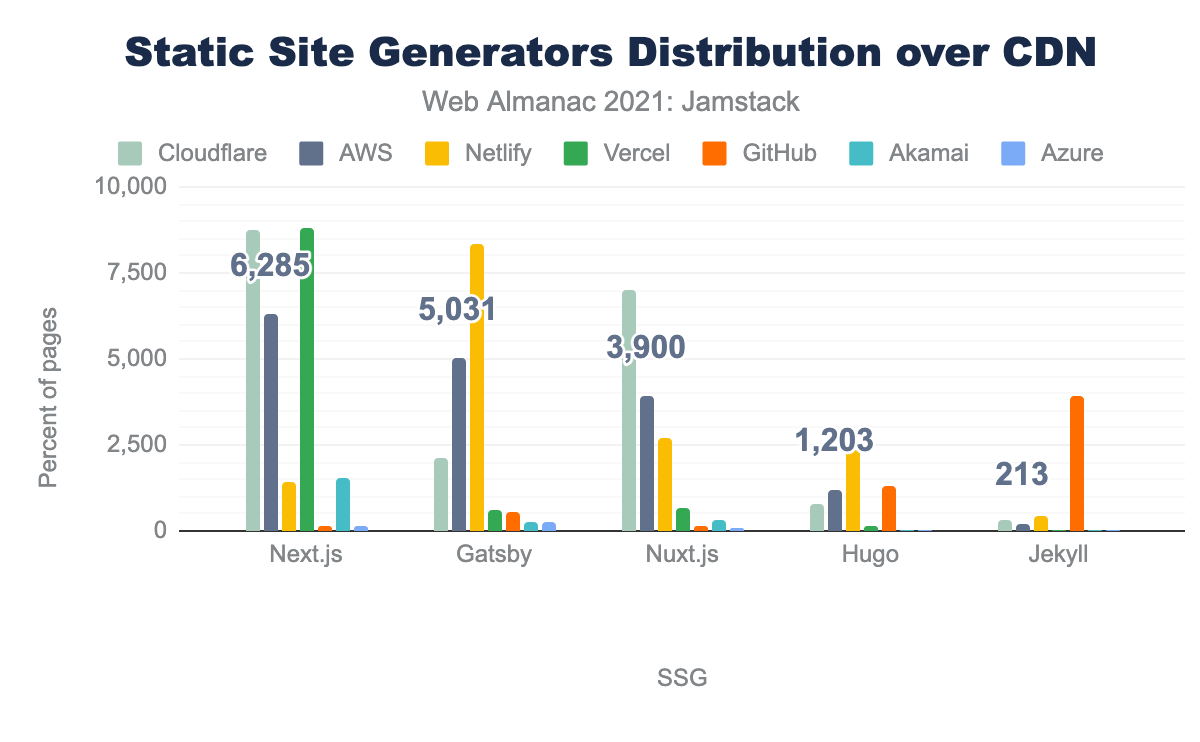 Static Site Generators Distribution over CDN
Web Almanac 2021: Jamstack
Cloudflare AWS Netlify Vercel GitHub Akamai Azure
10,000
7,500
5,000
2,500
0
Percent of pages
6,285
5,031
3,900
1,203
213
Next.js Gatsby Nuxt.js Hugo Jekyll
SSG